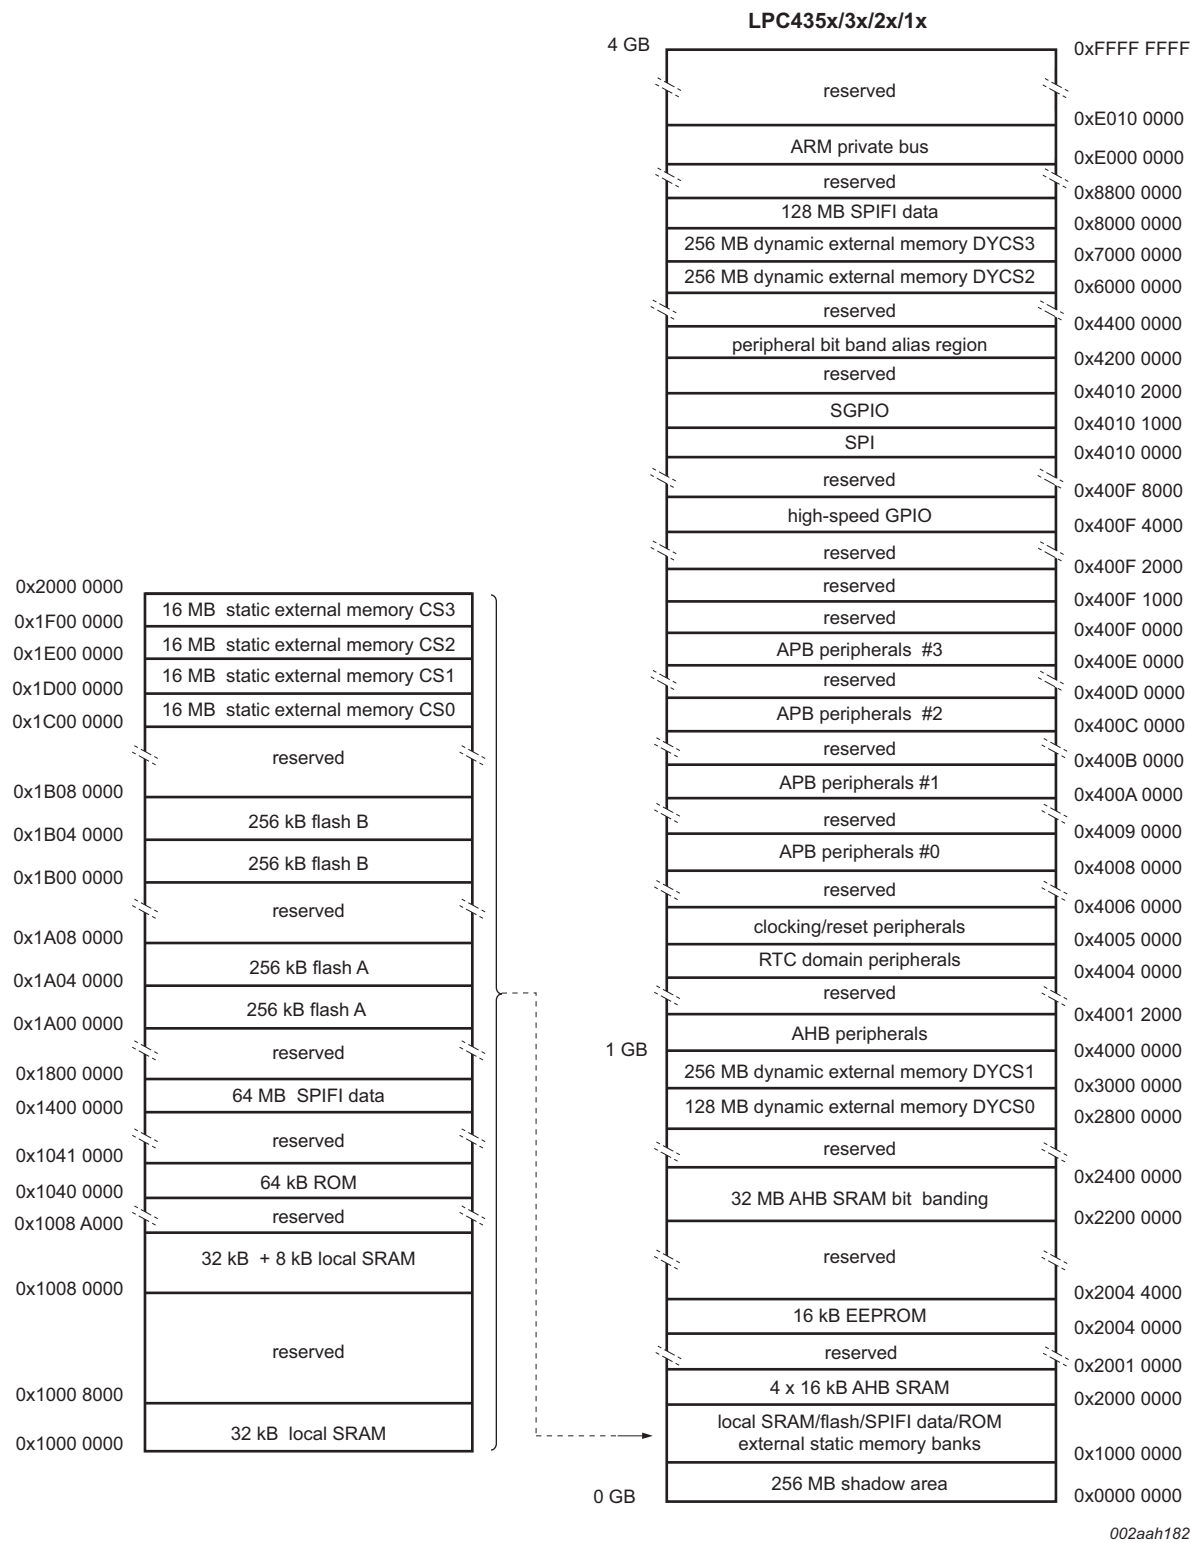 LPC435x/3x/2x/1x
4 GB
0xFFFF FFFF
reserved
0xE010 0000
ARM private bus
0xE000 0000
reserved
0x8800 0000
128 MB SPIFI data
0x8000 0000
256 MB dynamic external memory DYCS3
0x7000 0000
256 MB dynamic external memory DYCS2
0x6000 0000
reserved
0x4400 0000
peripheral bit band alias region
0x4200 0000
reserved
0x4010 2000
SGPIO
0x4010 1000
SPI
0x4010 0000
reserved
0x400F 8000
high-speed GPIO
0x400F 4000
reserved
0x400F 2000
reserved
0x400F 1000
reserved
0x400F 0000
APB peripherals #3
0x400E 0000
reserved
0x400D 0000
APB peripherals #2
0x400C 0000
reserved
0x400B 0000
APB peripherals #1
0x400A 0000
reserved
0x4009 0000
APB peripherals #0
0x4008 0000
reserved
0x4006 0000
clocking/reset peripherals
0x4005 0000
RTC domain peripherals
0x4004 0000
reserved
0x4001 2000
AHB peripherals
1 GB
0x4000 0000
256 MB dynamic external memory DYCS1
0x3000 0000
128 MB dynamic external memory DYCS0
0x2800 0000
reserved
0x2400 0000
32 MB AHB SRAM bit banding
0x2200 0000
reserved
0x2004 4000
16 kB EEPROM
0x2004 0000
reserved
0x2001 0000
4 x 16 kB AHB SRAM
0x2000 0000
local SRAM/flash/SPIFI data/ROM
external static memory banks
0x1000 0000
256 MB shadow area
0 GB
0x0000 0000
0x2000 0000
16 MB static external memory CS3
0x1F00 0000
16 MB static external memory CS2
0x1E00 0000
16 MB static external memory CS1
0x1D00 0000
16 MB static external memory CS0
0x1C00 0000
reserved
0x1B08 0000
256 kB flash B
0x1B04 0000
256 kB flash B
0x1B00 0000
reserved
0x1A08 0000
256 kB flash A
0x1A04 0000
256 kB flash A
0x1A00 0000
reserved
0x1800 0000
64 MB SPIFI data
0x1400 0000
reserved
0x1041 0000
64 kB ROM
0x1040 0000
reserved
0x1008 A000
32 kB + 8 kB local SRAM
0x1008 0000
reserved
0x1000 8000
32 kB local SRAM
0x1000 0000
002aah182